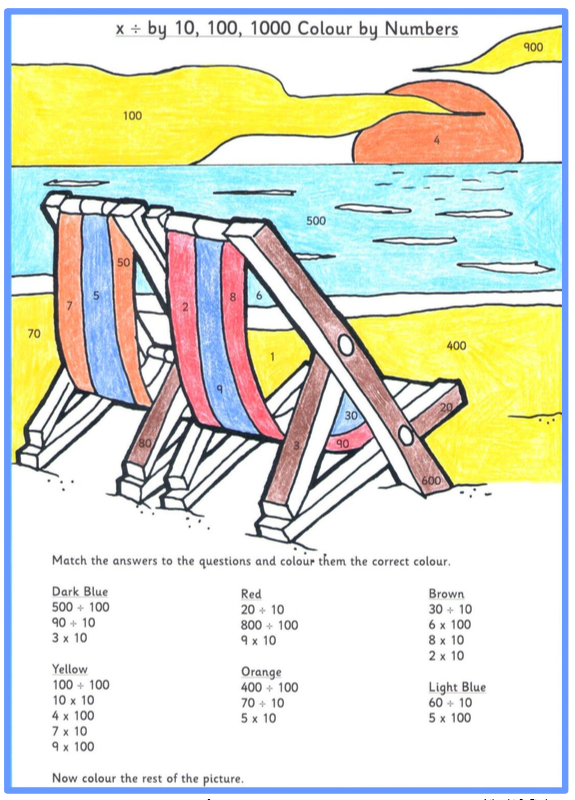 x ÷ by 10, 100, 1000 Colour by Numbers
900
100
4
500
50
7
5
2
8
6
70
1
400
9
30
20
80
3
90
600
Match the answers to the questions and colour them the correct colour.
Dark Blue
500 ÷ 100
90 ÷ 10
3 x 10
Red
20 ÷ 10
800 ÷ 100
9 x 10
Brown
30 ÷ 10
6 x 100
8 x 10
2 x 10
Yellow
100 ÷ 100
10 x 10
4 x 100
7 x 10
9 x 100
Orange
400 ÷ 100
70 ÷ 10
5 x 10
Light Blue
60 ÷ 10
5 x 100
Now colour the rest of the picture.